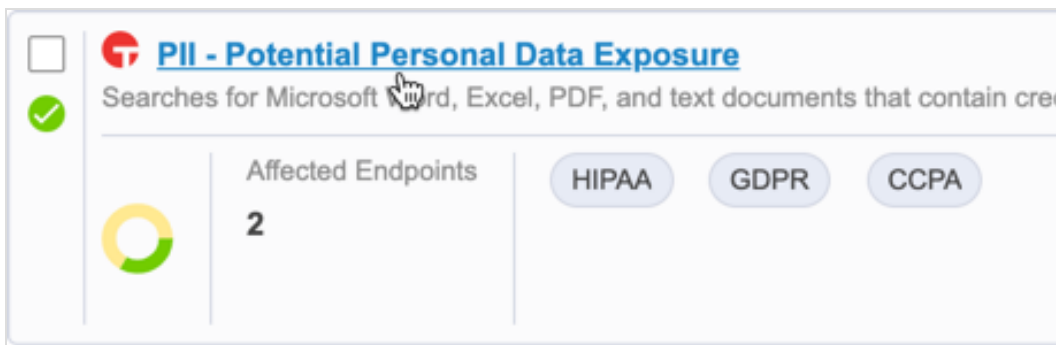 PII - Potential Personal Data Exposure
Searches for Microsoft Word, Excel, PDF, and text documents that contain
Affected Endpoints
HIPAA GDPR CCPA
2